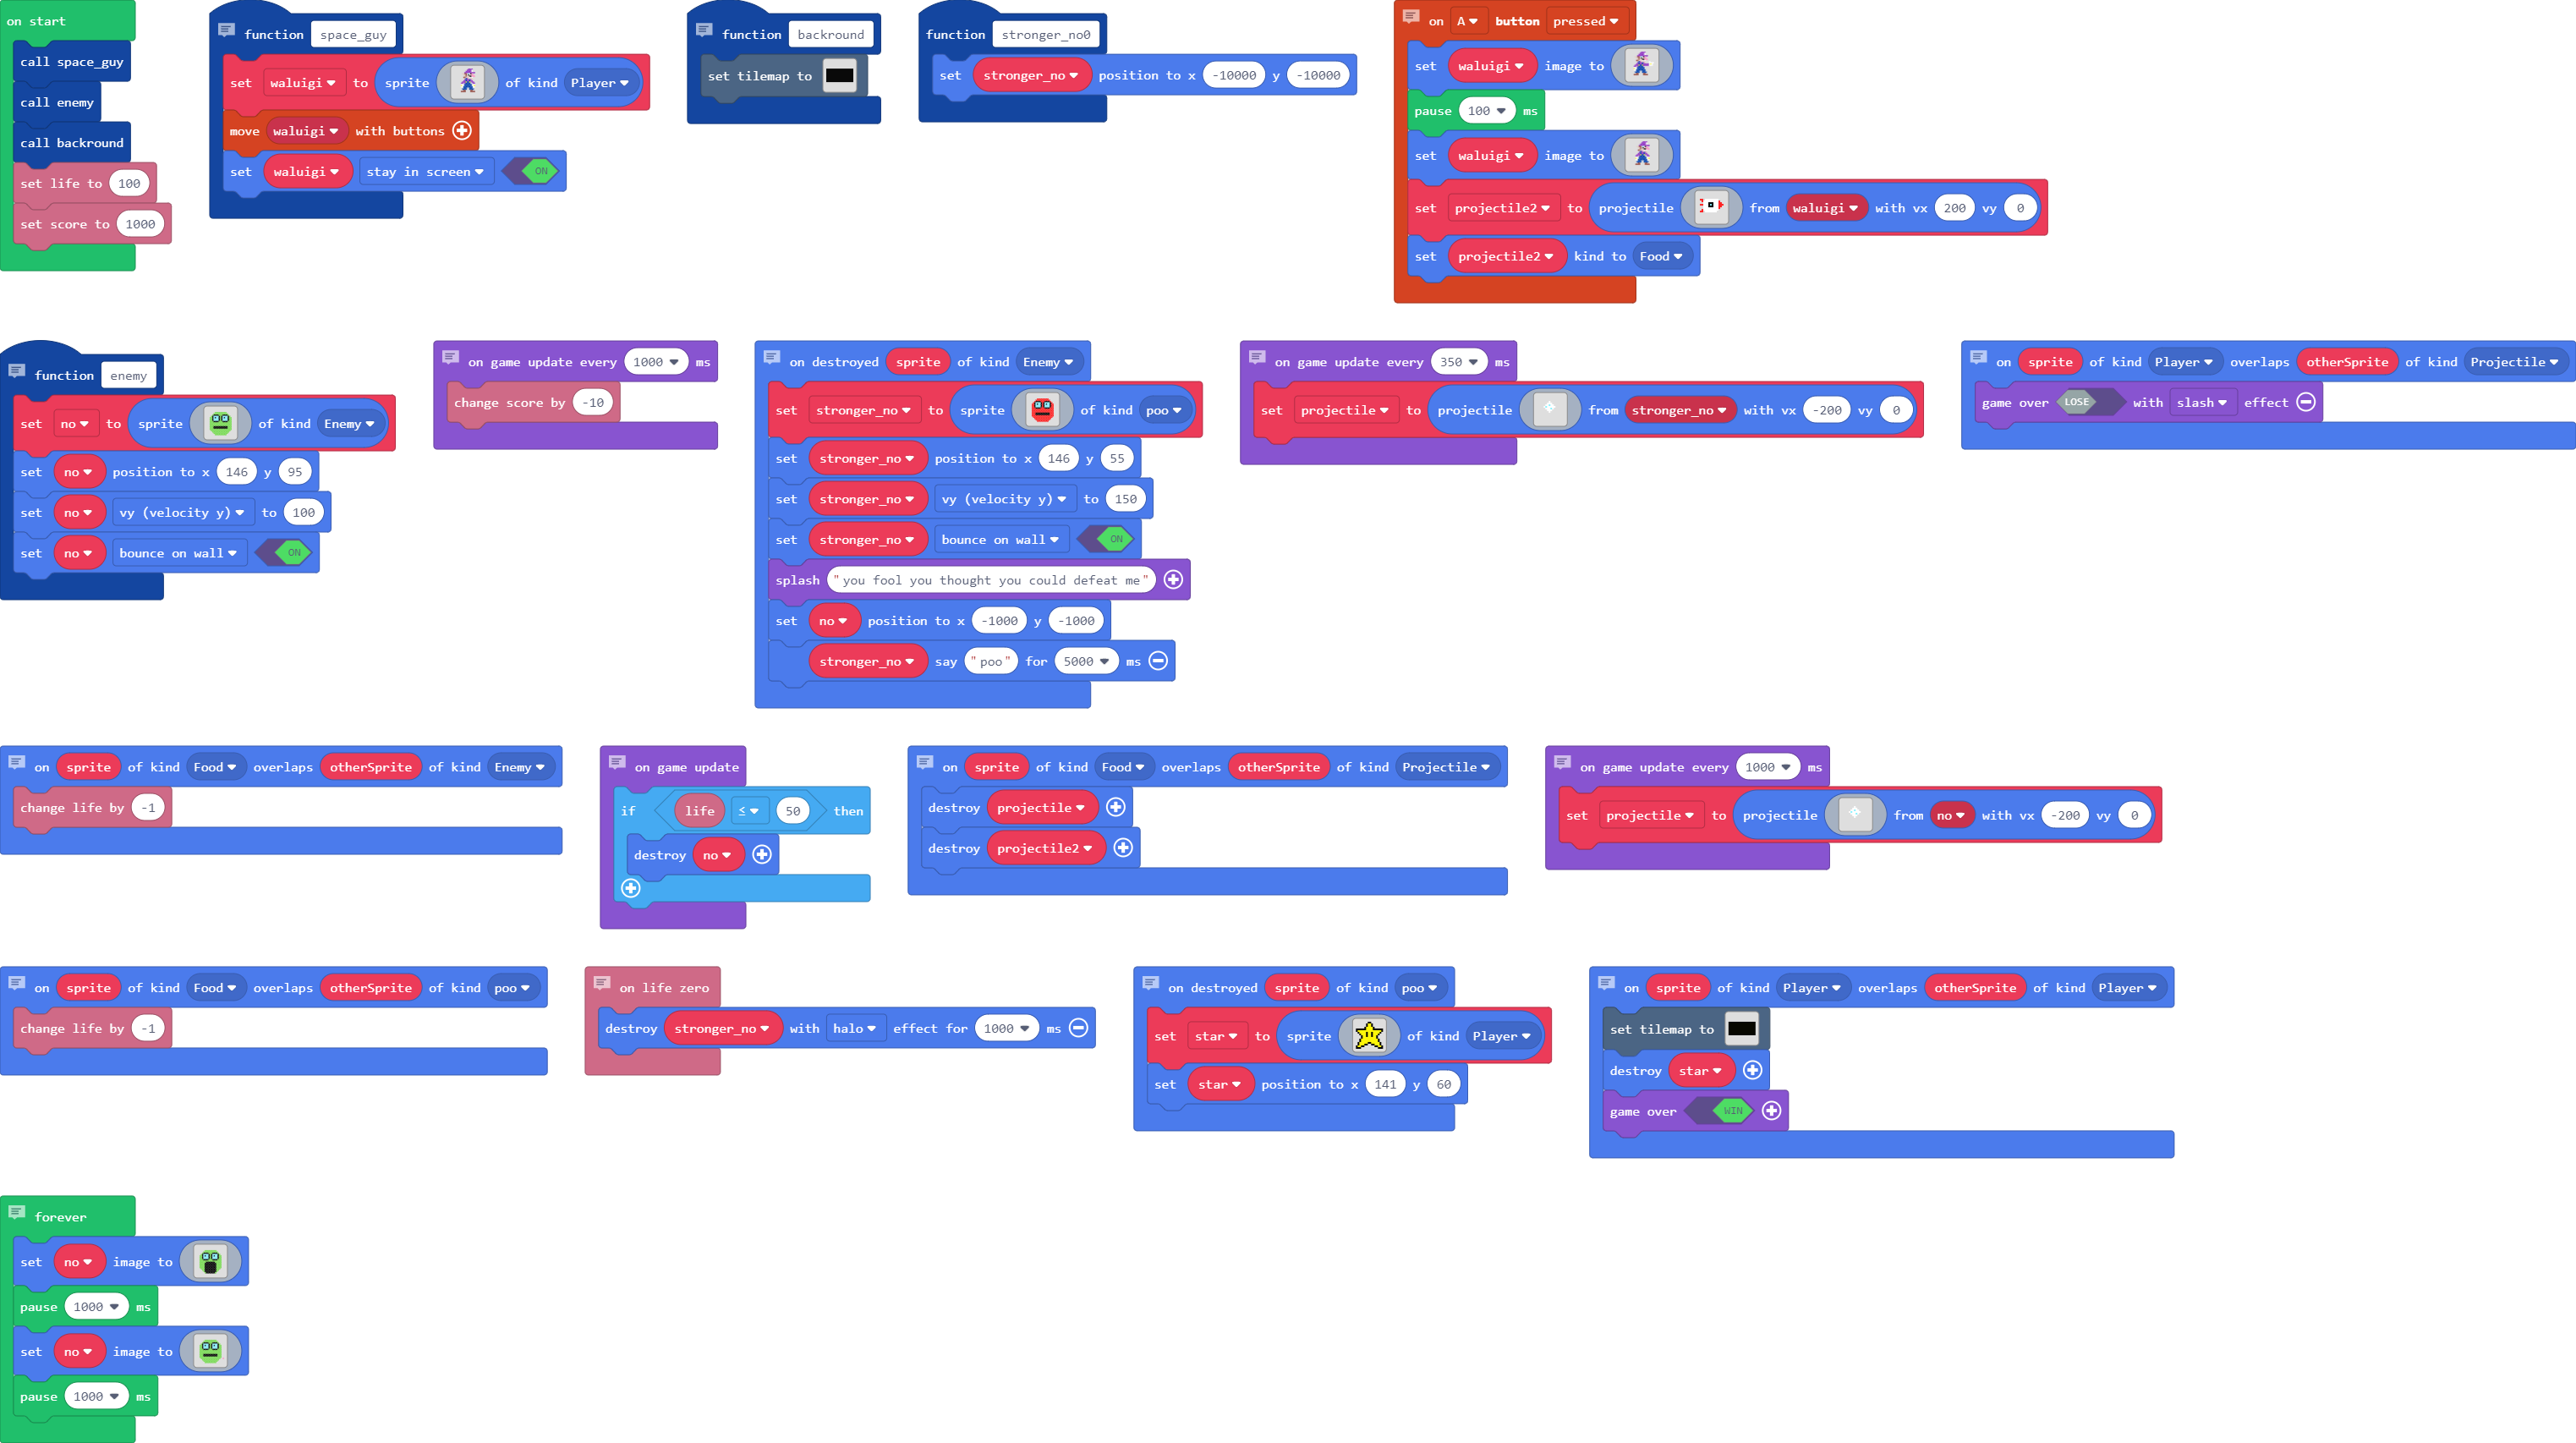 on start
call space_guy
call enemy
call backround
set life to 100
set score to 1000
function space_guy
set waluigi to sprite of kind Player
move waluigi with buttons
set waluigi stay in screen ON
function backround
set tilemap to
function stronger_no0
set stronger_no position to x -10000 y -10000
on A button pressed
set waluigi image to
pause 100 ms
set waluigi image to
set projectile2 to projectile from waluigi with vx 200 vy 0
set projectile2 kind to Food
function enemy
set no to sprite of kind Enemy
set no position to x 146 y 95
set no vy (velocity y) to 100
set no bounce on wall ON
on game update every 1000 ms
change score by -10
on destroyed sprite of kind Enemy
set stronger_no to sprite of kind poo
set stronger_no position to x 146 y 55
set stronger_no vy (velocity y) to 150
set stronger_no bounce on wall ON
splash "you fool you thought you could defeat me"
set no position to x -1000 y -1000
stronger_no say "poo" for 5000 ms
on game update every 350 ms
set projectile to projectile from stronger_no with vx -200 vy 0
on sprite of kind Player overlaps otherSprite of kind Projectile
game over LOSE with slash effect
on sprite of kind Food overlaps otherSprite of kind Enemy
change life by -1
on game update
if life ≤ 50 then
destroy no
on sprite of kind Food overlaps otherSprite of kind Projectile
destroy projectile
destroy projectile2
on game update every 1000 ms
set projectile to projectile from no with vx -200 vy 0
on sprite of kind Food overlaps otherSprite of kind poo
change life by -1
on life zero
destroy stronger_no with halo effect for 1000 ms
on destroyed sprite of kind poo
set star to sprite of kind Player
set star position to x 141 y 60
on sprite of kind Player overlaps otherSprite of kind Player
set tilemap to
destroy star
game over WIN
forever
set no image to
pause 1000 ms
set no image to
pause 1000 ms